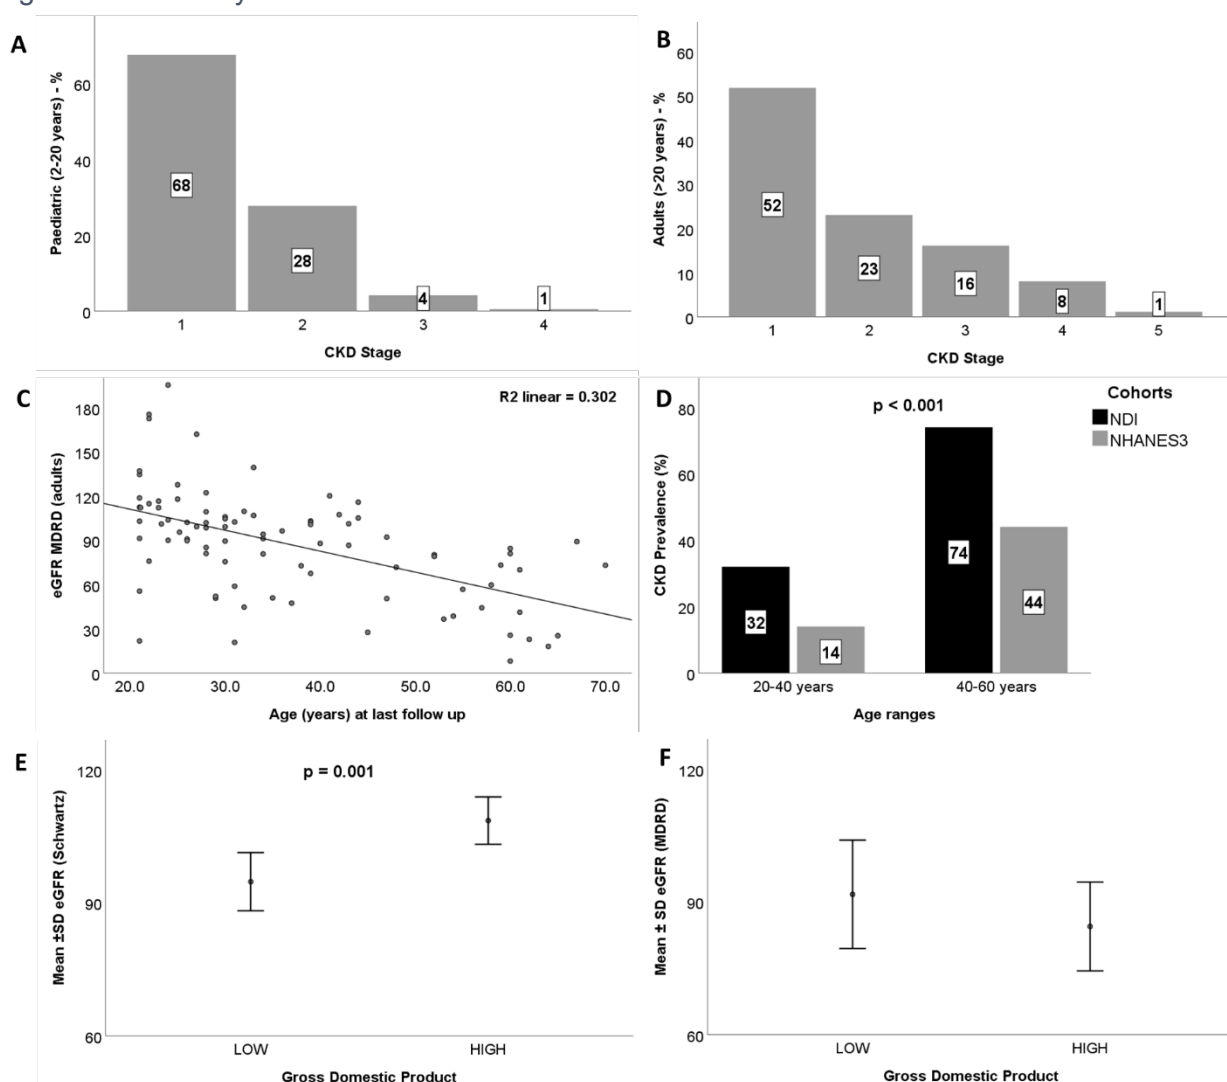 A
Paediatric (2-20 years) - %
60
40
20
0
68
28
4
1
1
2
3
4
CKD Stage
B
Adults (>20 years) - %
60
50
40
30
20
10
0
52
23
16
8
1
1
2
3
4
5
CKD Stage
C
R2 linear = 0.302
eGFR MDRD (adults)
180
150
120
90
60
30
0
20.0
30.0
40.0
50.0
60.0
70.0
Age (years) at last follow up
D
p < 0.001
Cohorts
NDI
NHANES3
CKD Prevalence (%)
80
60
40
20
0
32
14
74
44
20-40 years
40-60 years
Age ranges
E
p = 0.001
Mean ±SD eGFR (Schwartz)
120
90
60
LOW
HIGH
Gross Domestic Product
F
Mean ± SD eGFR (MDRD)
120
90
60
LOW
HIGH
Gross Domestic Product